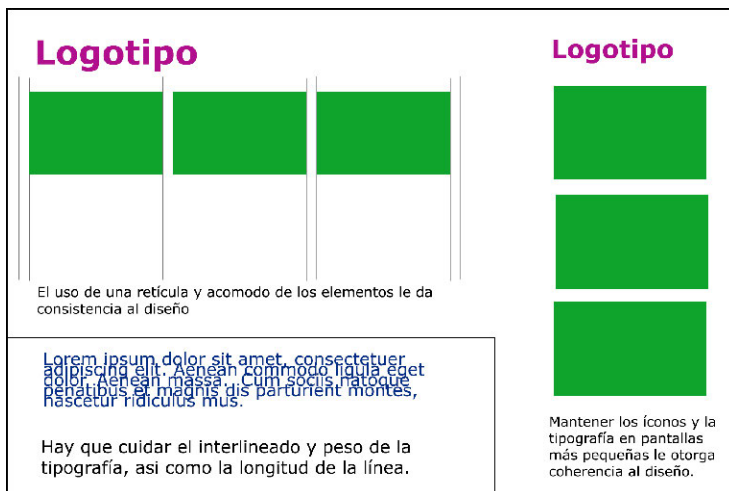 Logotipo
El uso de una retícula y acomodo de los elementos le da
consistencia al diseño
Lorem ipsum dolor sit amet, consectetuer
adipiscing elit. Aenean commodo ligula eget
dolor. Aenean massa. Cum sociis natoque
penatibus et magnis dis parturient montes,
nascetur ridiculus mus.
Hay que cuidar el interlineado y peso de la
tipografía, asi como la longitud de la línea.
Logotipo
Mantener los íconos y la
tipografía en pantallas
más pequeñas le otorga
coherencia al diseño.